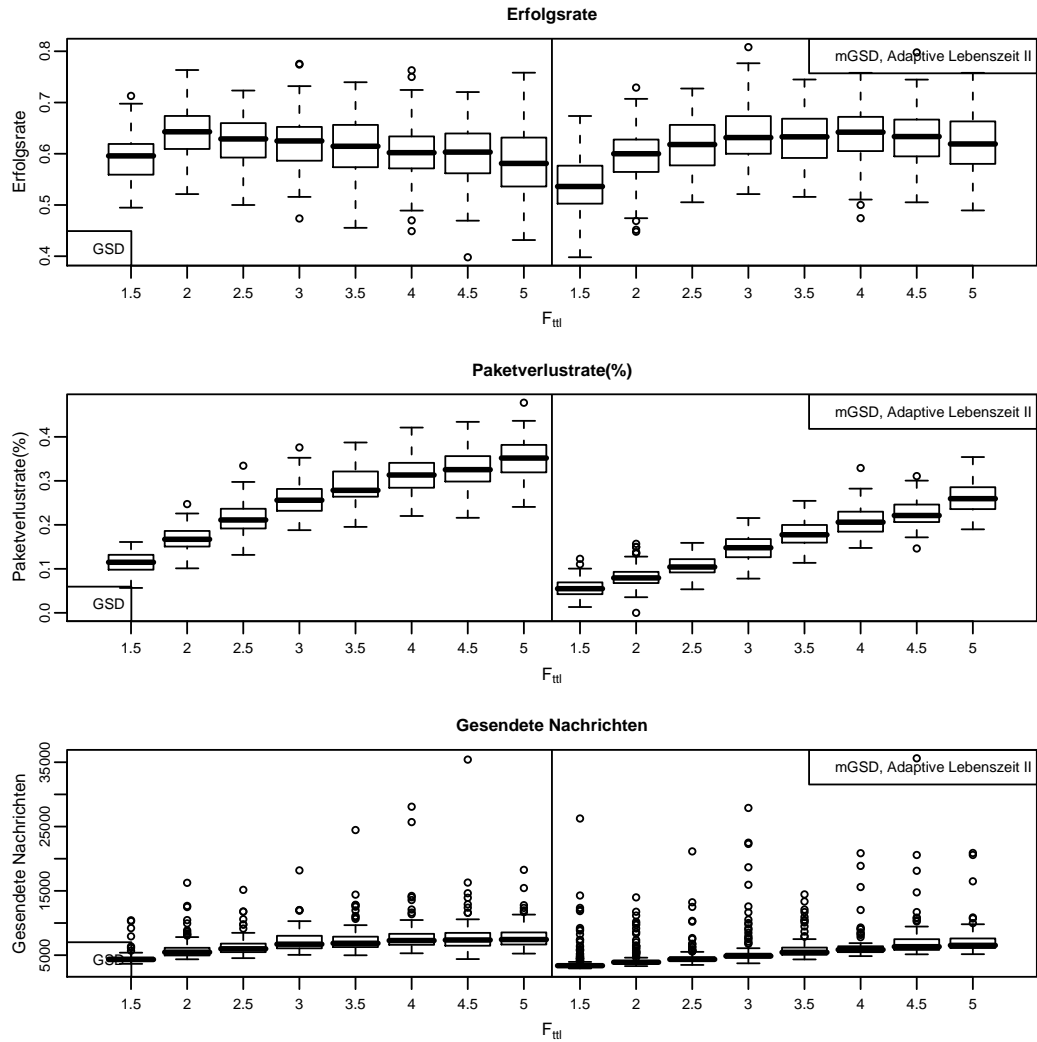 Erfolgsrate
Erfolgsrate
0.4 0.5 0.6 0.7 0.8
GSD
mGSD, Adaptive Lebenszeit II
1.5 2 2.5 3 3.5 4 4.5 5 1.5 2 2.5 3 3.5 4 4.5 5
Fttl
Paketverlustrate(%)
Paketverlustrate(%)
0.0 0.1 0.2 0.3 0.4
GSD
mGSD, Adaptive Lebenszeit II
1.5 2 2.5 3 3.5 4 4.5 5 1.5 2 2.5 3 3.5 4 4.5 5
Fttl
Gesendete Nachrichten
Gesendete Nachrichten
5000 15000 25000 35000
GSD
mGSD, Adaptive Lebenszeit II
1.5 2 2.5 3 3.5 4 4.5 5 1.5 2 2.5 3 3.5 4 4.5 5
Fttl